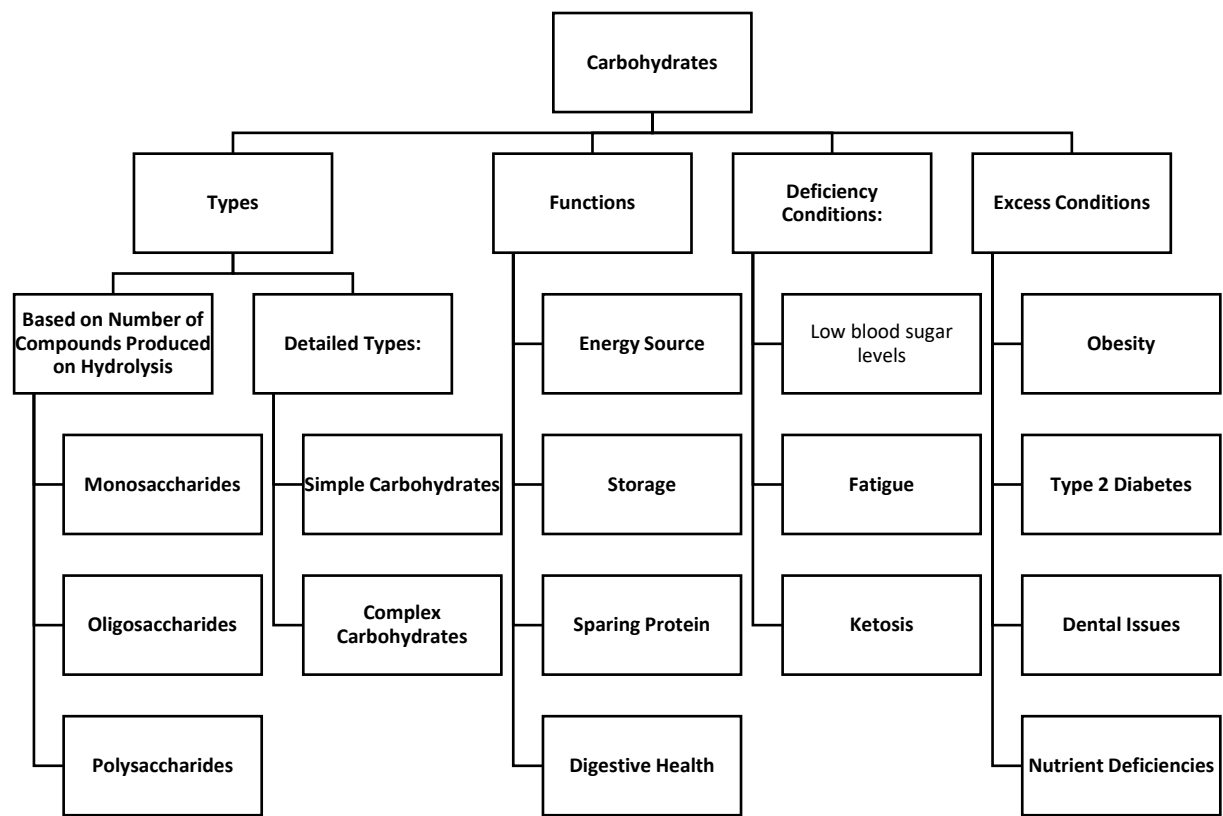 Carbohydrates
Types
Functions
Deficiency
Conditions:
Excess Conditions
Based on Number of
Compounds Produced
on Hydrolysis
Detailed Types:
Energy Source
Low blood sugar
levels
Obesity
Monosaccharides
Simple Carbohydrates
Storage
Fatigue
Type 2 Diabetes
Oligosaccharides
Complex
Carbohydrates
Sparing Protein
Ketosis
Dental Issues
Polysaccharides
Digestive Health
Nutrient Deficiencies